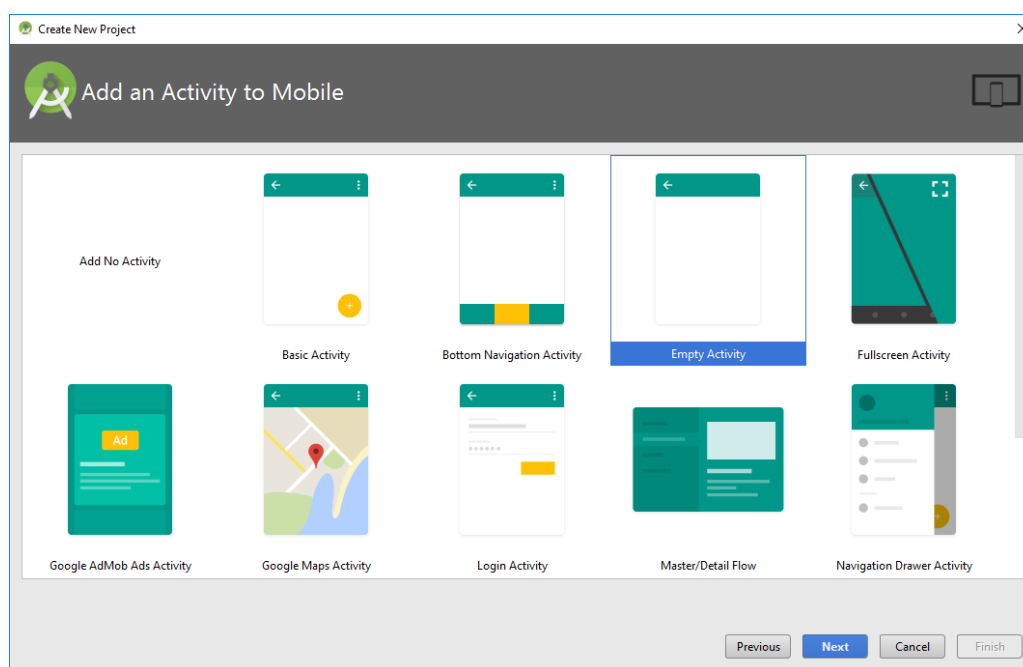 Create New Project
Add an Activity to Mobile
Add No Activity
Basic Activity
Bottom Navigation Activity
Empty Activity
Fullscreen Activity
Ad
Google AdMob Ads Activity
Google Maps Activity
Login Activity
Master/Detail Flow
Navigation Drawer Activity
Previous
Next
Cancel
Finish